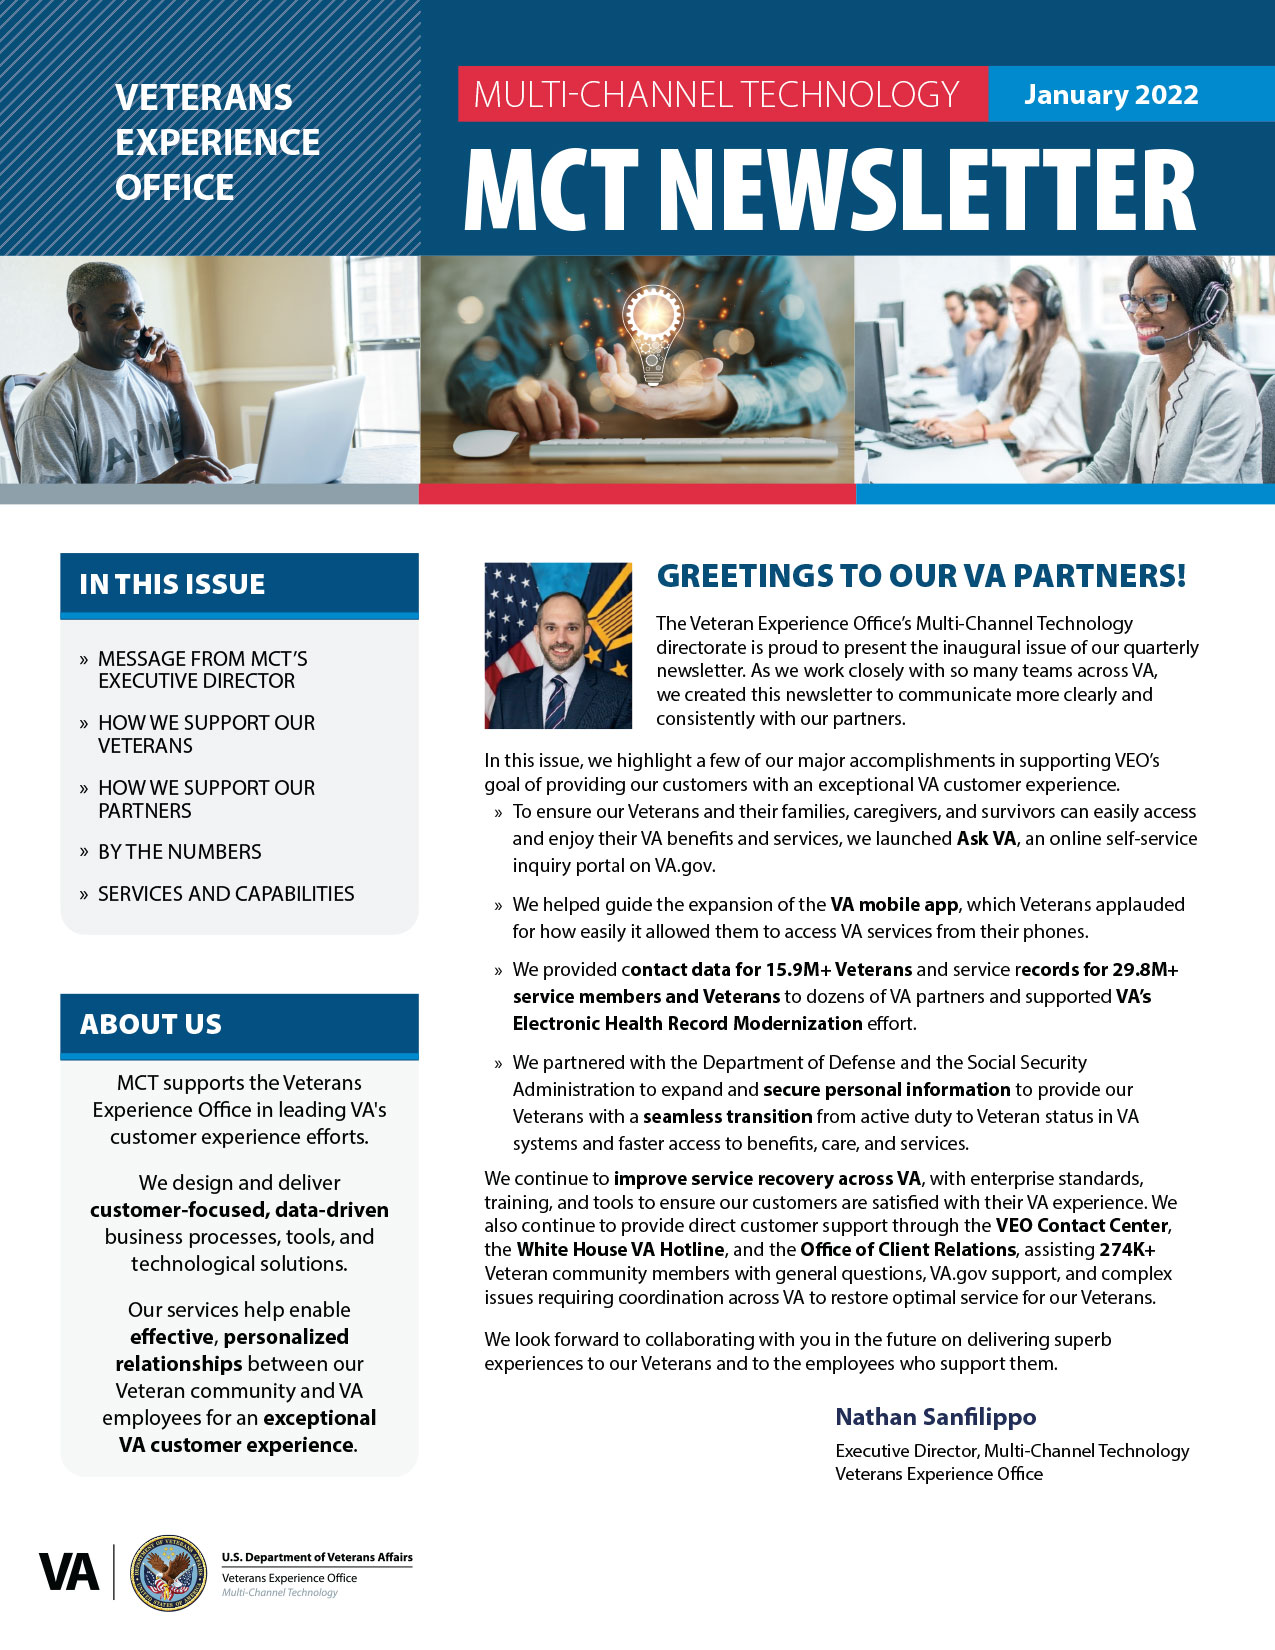 VETERANS
EXPERIENCE
OFFICE
MULTI-CHANNEL TECHNOLOGY
January 2022
MCT NEWSLETTER
ARMY
IN THIS ISSUE
» MESSAGE FROM MCT’S
EXECUTIVE DIRECTOR
» HOW WE SUPPORT OUR
VETERANS
» HOW WE SUPPORT OUR
PARTNERS
» BY THE NUMBERS
» SERVICES AND CAPABILITIES
ABOUT US
MCT supports the Veterans
Experience Office in leading VA's
customer experience efforts.
We design and deliver
customer-focused, data-driven
business processes, tools, and
technological solutions.
Our services help enable
effective, personalized
relationships between our
Veteran community and VA
employees for an exceptional
VA customer experience.
GREETINGS TO OUR VA PARTNERS!
The Veteran Experience Office’s Multi-Channel Technology
directorate is proud to present the inaugural issue of our quarterly
newsletter. As we work closely with so many teams across VA,
we created this newsletter to communicate more clearly and
consistently with our partners.
In this issue, we highlight a few of our major accomplishments in supporting VEO’s
goal of providing our customers with an exceptional VA customer experience.
» To ensure our Veterans and their families, caregivers, and survivors can easily access
and enjoy their VA benefits and services, we launched Ask VA, an online self-service
inquiry portal on VA.gov.
» We helped guide the expansion of the VA mobile app, which Veterans applauded
for how easily it allowed them to access VA services from their phones.
» We provided contact data for 15.9M+ Veterans and service records for 29.8M+
service members and Veterans to dozens of VA partners and supported VA’s
Electronic Health Record Modernization effort.
» We partnered with the Department of Defense and the Social Security
Administration to expand and secure personal information to provide our
Veterans with a seamless transition from active duty to Veteran status in VA
systems and faster access to benefits, care, and services.
We continue to improve service recovery across VA, with enterprise standards,
training, and tools to ensure our customers are satisfied with their VA experience. We
also continue to provide direct customer support through the VEO Contact Center,
the White House VA Hotline, and the Office of Client Relations, assisting 274K+
Veteran community members with general questions, VA.gov support, and complex
issues requiring coordination across VA to restore optimal service for our Veterans.
We look forward to collaborating with you in the future on delivering superb
experiences to our Veterans and to the employees who support them.
Nathan Sanfilippo
Executive Director, Multi-Channel Technology
Veterans Experience Office
VA
DEPARTMENT OF VETERANS AFFAIRS
UNITED STATES OF AMERICA
U.S. Department of Veterans Affairs
Veterans Experience Office
Multi-Channel Technology